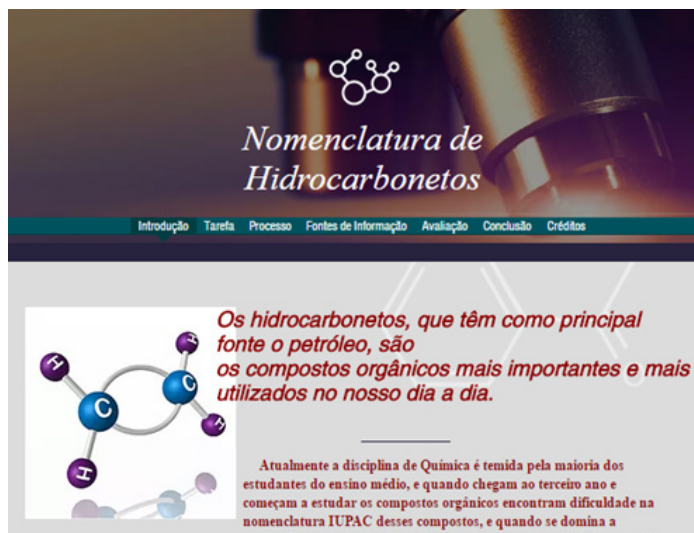 Nomenclatura de
Hidrocarbonetos
Introdução Tarefa Processo Fontes de Informação Avaliação Conclusão Créditos
Os hidrocarbonetos, que têm como principal
fonte o petróleo, são
os compostos orgânicos mais importantes e mais
utilizados no nosso dia a dia.
H
H
C
C
H
H
Atualmente a disciplina de Química é temida pela maioria dos
estudantes do ensino médio, e quando chegam ao terceiro ano e
começam a estudar os compostos orgânicos encontram dificuldade na
nomenclatura IUPAC desses compostos, e quando se domina a